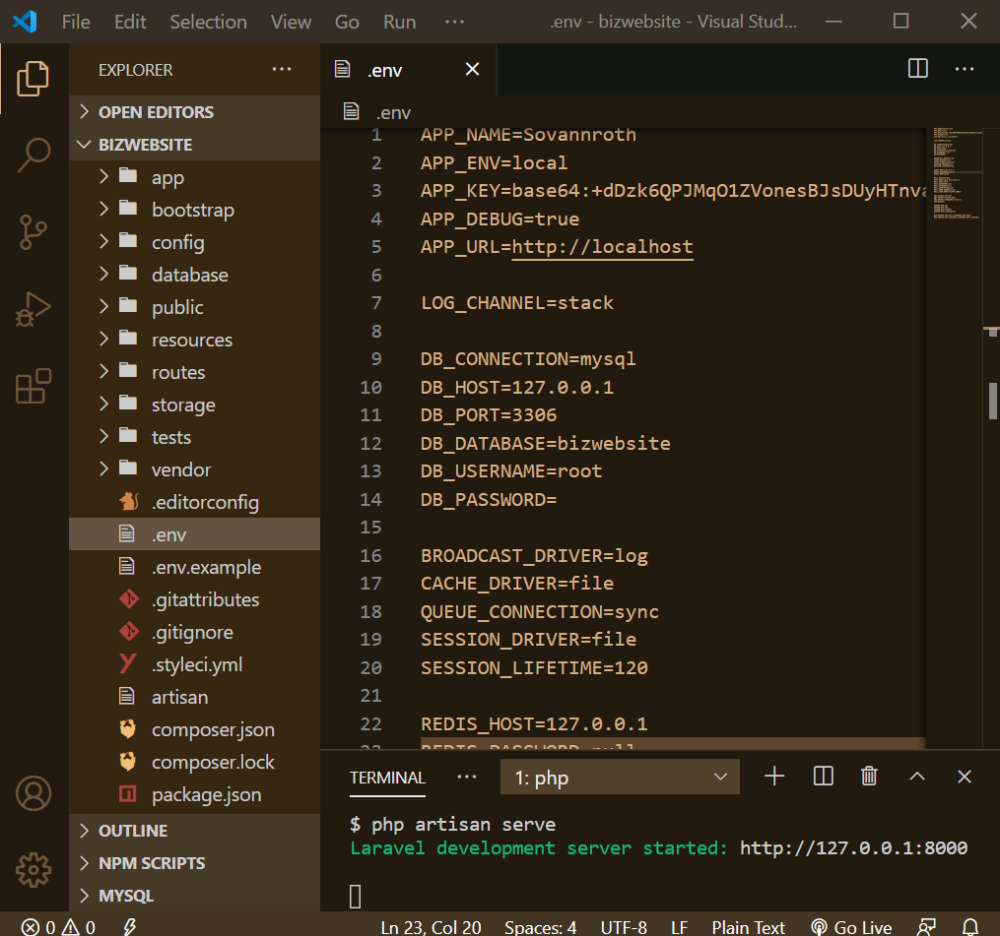 File Edit Selection View Go Run ··· .env - bizwebsite - Visual Stud...
EXPLORER ···
OPEN EDITORS
BIZWEBSITE
app
bootstrap
config
database
public
resources
routes
storage
tests
vendor
.editorconfig
.env
.env.example
.gitattributes
.gitignore
.styleci.yml
artisan
composer.json
composer.lock
package.json
OUTLINE
NPM SCRIPTS
MYSQL
.env
.env
1 APP_NAME=Sovannroth
2 APP_ENV=local
3 APP_KEY=base64:+dDzk6QPJMqO1ZVonesBJsDUyHTnva
4 APP_DEBUG=true
5 APP_URL=http://localhost
6
7 LOG_CHANNEL=stack
8
9 DB_CONNECTION=mysql
10 DB_HOST=127.0.0.1
11 DB_PORT=3306
12 DB_DATABASE=bizwebsite
13 DB_USERNAME=root
14 DB_PASSWORD=
15
16 BROADCAST_DRIVER=log
17 CACHE_DRIVER=file
18 QUEUE_CONNECTION=sync
19 SESSION_DRIVER=file
20 SESSION_LIFETIME=120
21
22 REDIS_HOST=127.0.0.1
23 REDIS_PASSWORD=null
TERMINAL ··· 1: php
$ php artisan serve
Laravel development server started: http://127.0.0.1:8000
0 0 Ln 23, Col 20 Spaces: 4 UTF-8 LF Plain Text Go Live